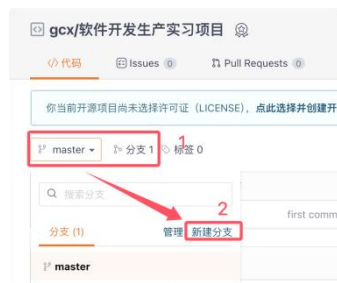 gcx/软件开发生产实习项目
代码 Issues 0 Pull Requests 0
你当前开源项目尚未选择许可证（LICENSE），点此选择并创建开
master 分支 1 标签 0
1
搜索分支
2
first comm
分支 (1) 管理 新建分支
master